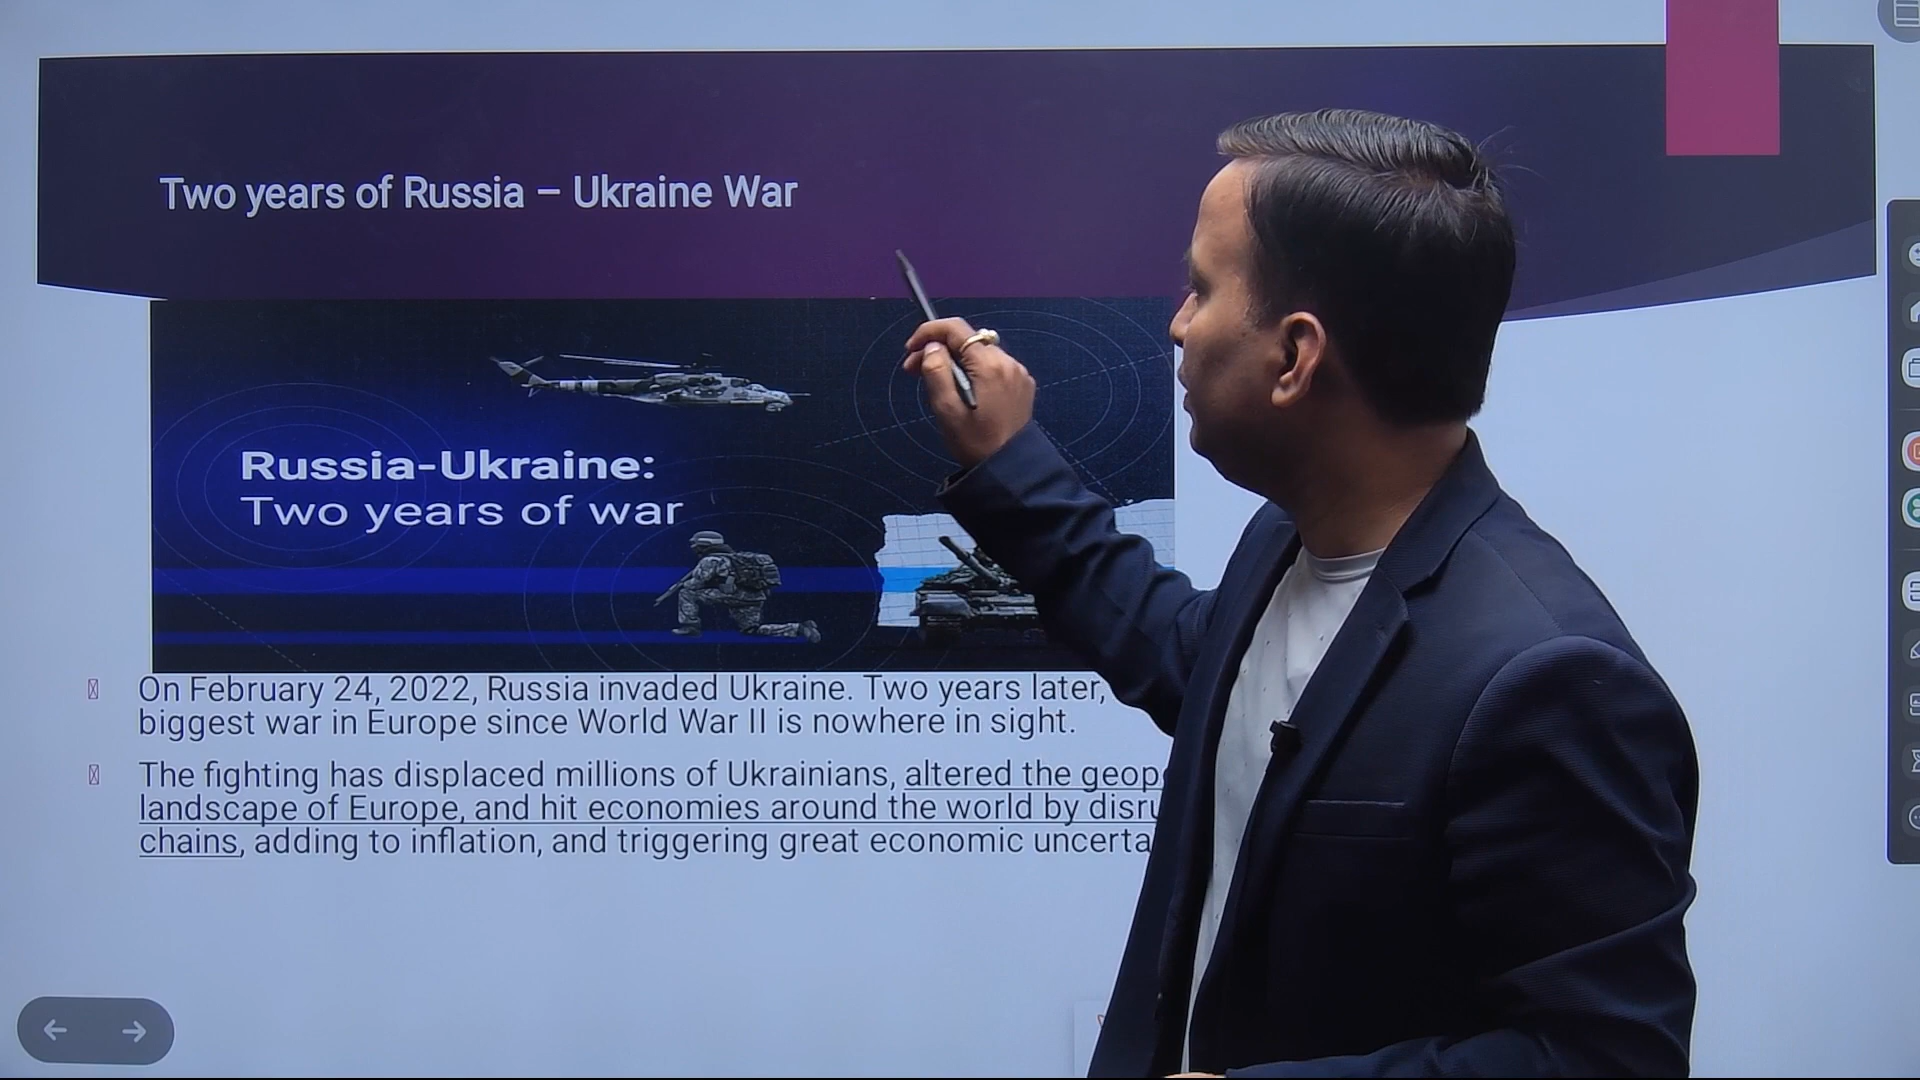 Two years of Russia – Ukraine War
Russia-Ukraine:
Two years of war
On February 24, 2022, Russia invaded Ukraine. Two years later,
biggest war in Europe since World War II is nowhere in sight.
The fighting has displaced millions of Ukrainians, altered the
landscape of Europe, and hit economies around the world by
chains, adding to inflation, and triggering great economic